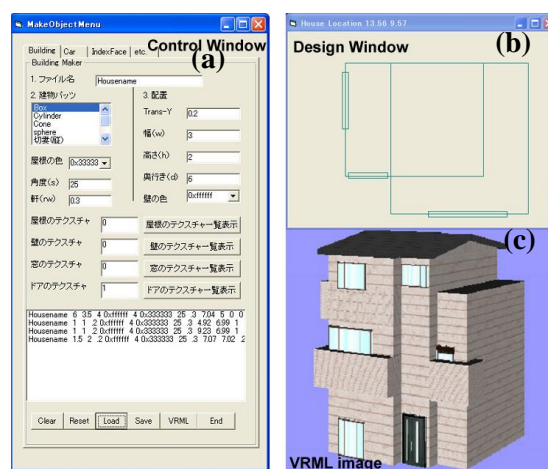 MakeObjectMenu
Control Window
(a)
Building Car IndexFace etc.
Building Maker
1. ファイル名 Housename
2. 建物パーツ
Box
Cylinder
Cone
sphere
切妻(縦)
屋根の色 0x33333
角度(s) 25
軒(rw) 0.3
3. 配置
Trans-Y 0.2
幅(w) 3
高さ(h) 2
奥行き(d) 6
壁の色 0xffffff
屋根のテクスチャ 0 屋根のテクスチャー覧表示
壁のテクスチャ 0 壁のテクスチャー覧表示
窓のテクスチャ 0 窓のテクスチャー覧表示
ドアのテクスチャ 1 ドアのテクスチャー覧表示
Housename 6 3.5 4 0xffffff 4 0x333333 25 .3 7.04 5 0 0
Housename 1 1 .2 0xffffff 4 0x333333 25 .3 4.92 6.99 1
Housename 1 1 .2 0xffffff 4 0x333333 25 .3 9.23 6.99 1
Housename 1.5 2 .2 0xffffff 4 0x333333 25 .3 7.07 7.02 .2
Clear Reset Load Save VRML End
House Location 13.56 9.57
Design Window
(b)
(c)
VRML image